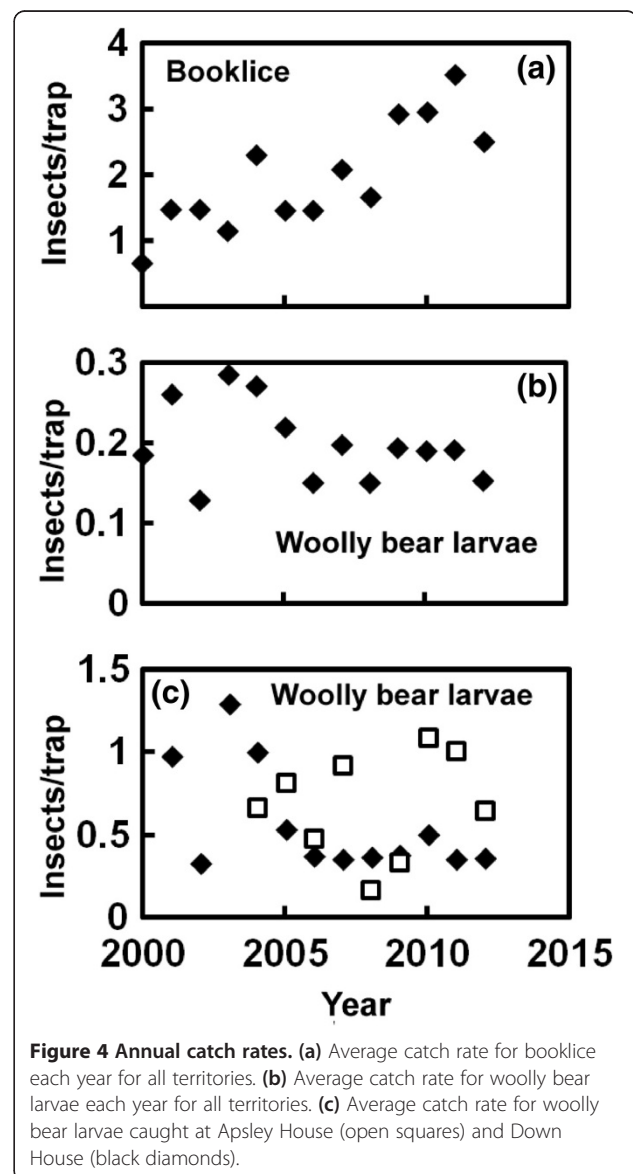 4
3
2
1
Insects/trap
Booklice
(a)
2000
2005
2010
2015
0.3
0.2
0.1
0
Insects/trap
(b)
Woolly bear larvae
1.5
1
0.5
0
Insects/trap
(c)
Woolly bear larvae
2000
2005
2010
2015
Year
Figure 4 Annual catch rates. (a) Average catch rate for booklice
each year for all territories. (b) Average catch rate for woolly bear
larvae each year for all territories. (c) Average catch rate for woolly
bear larvae caught at Apsley House (open squares) and Down
House (black diamonds).